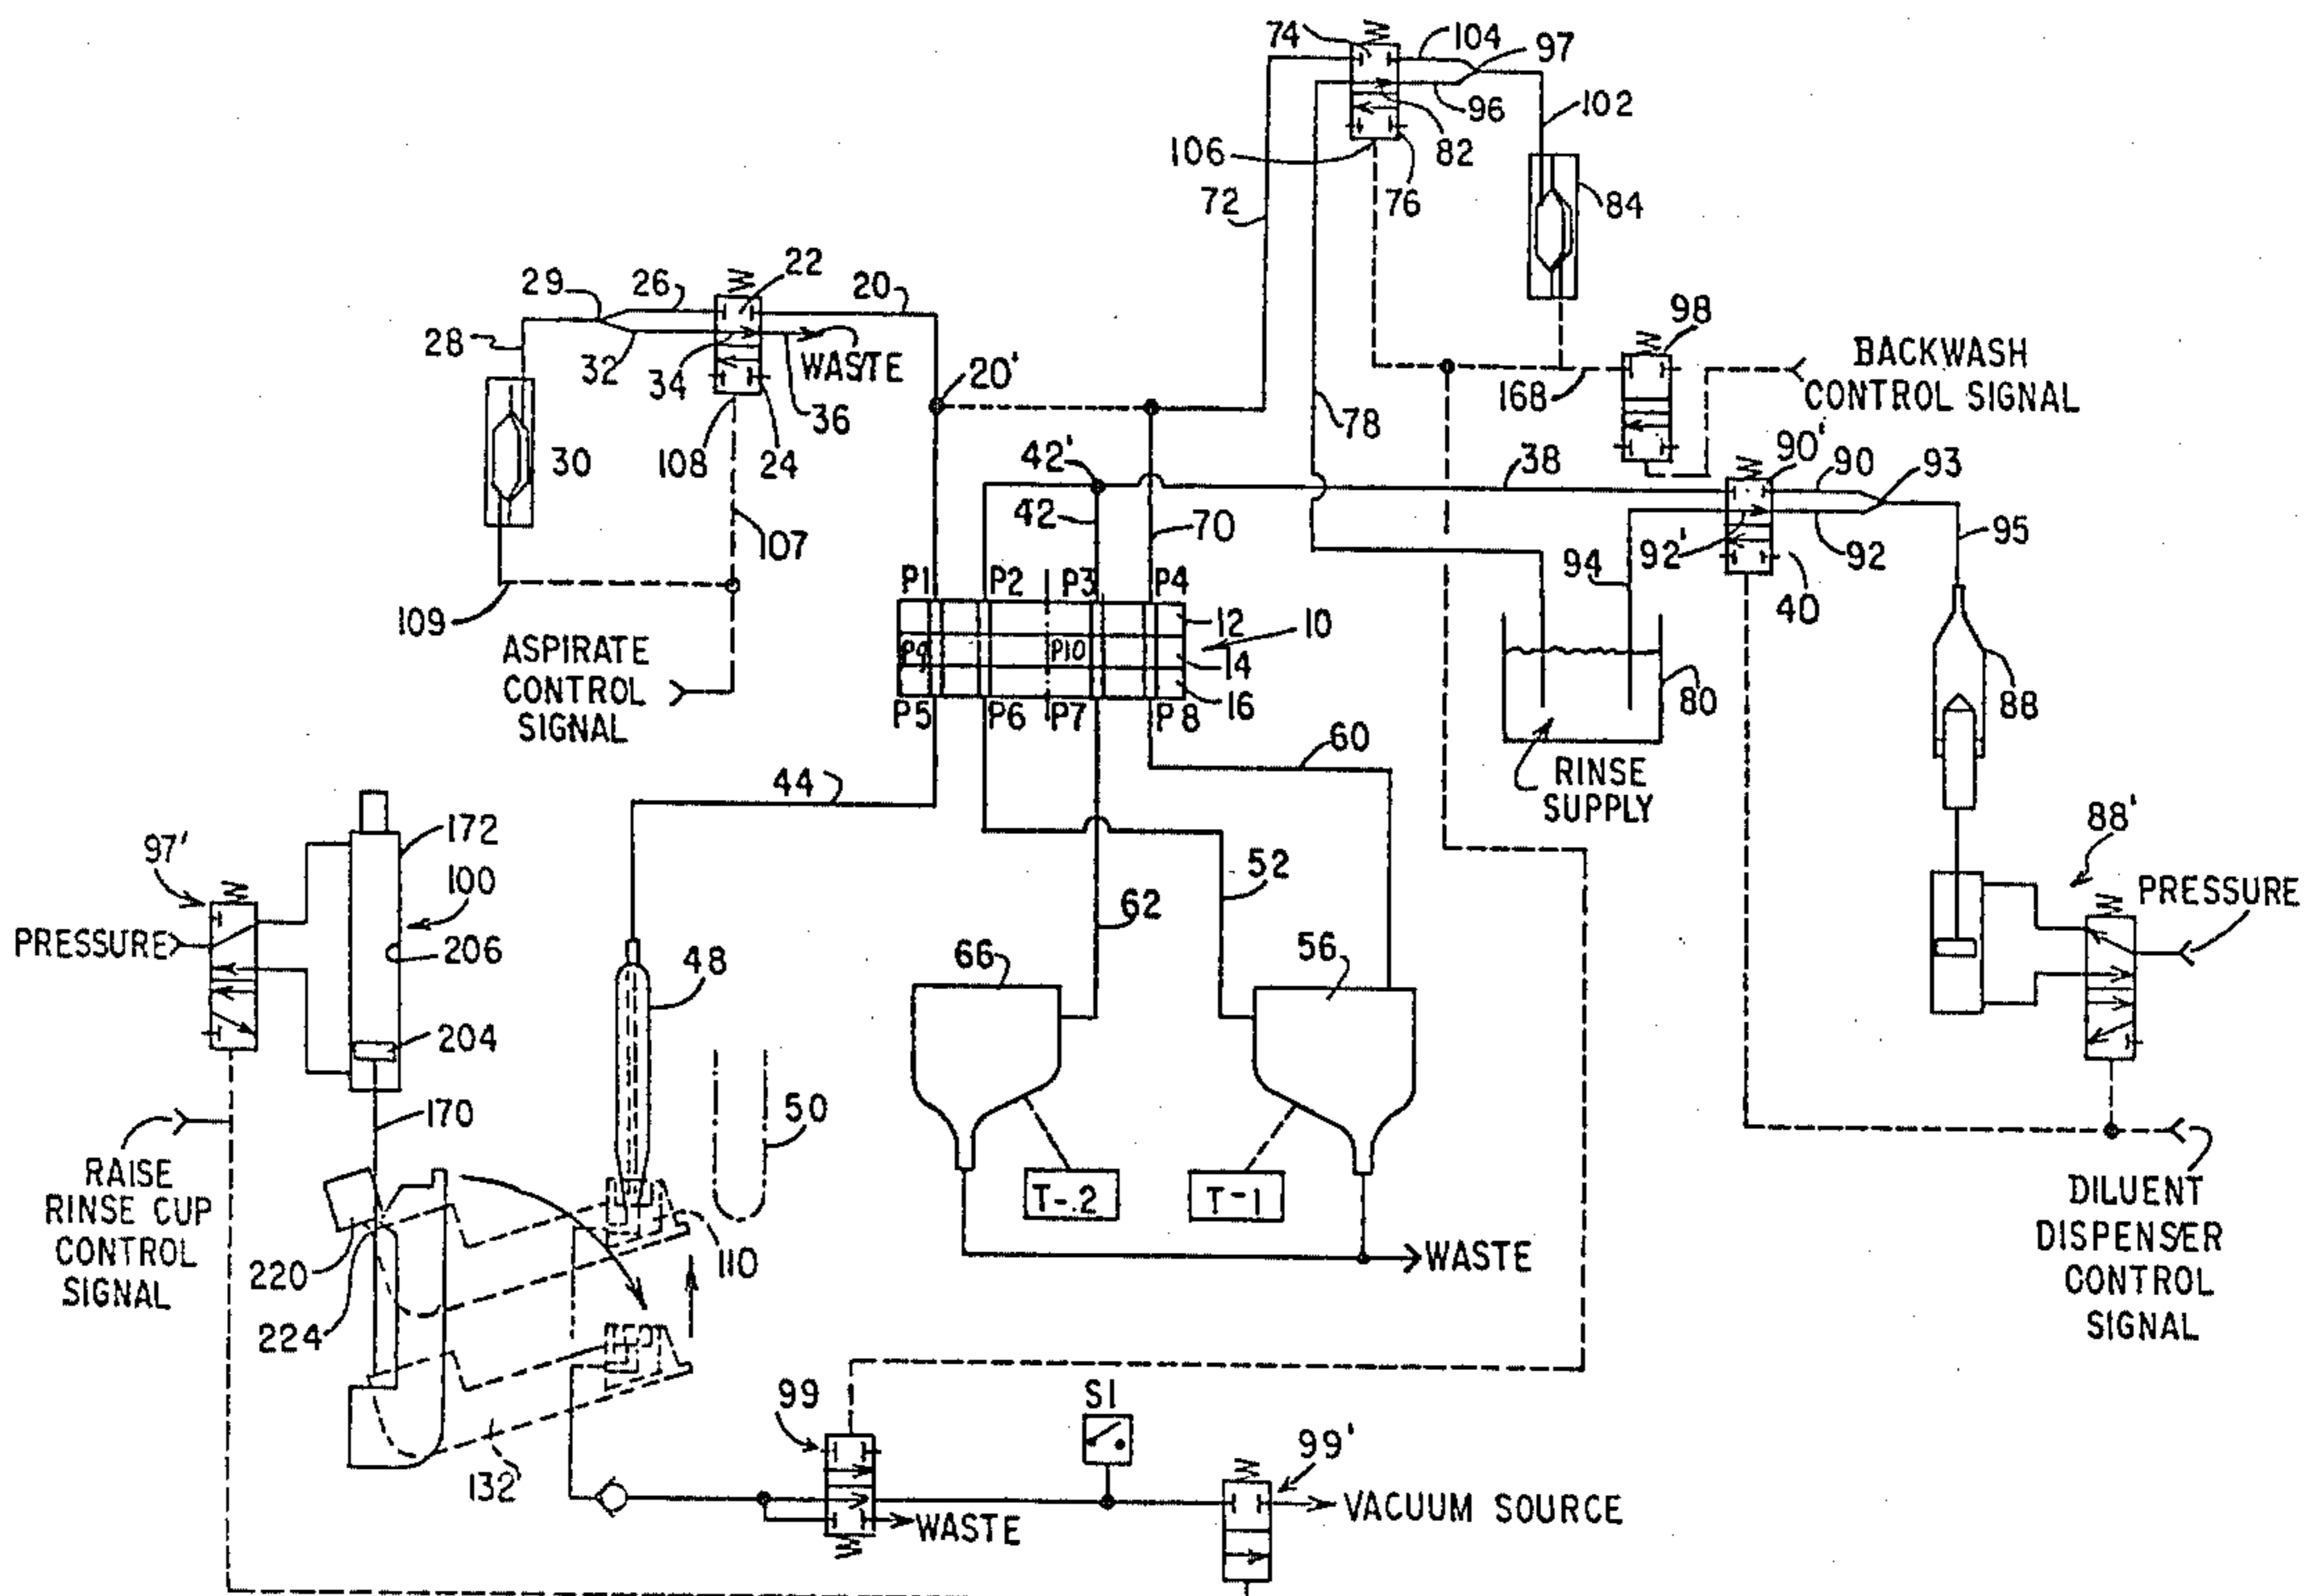 74
104
97
96
102
82
106
76
72
84
29
26
22
20
98
28
32
34
WASTE
36
20'
168
BACKWASH
CONTROL SIGNAL
30
108
24
78
42'
38
90'
90
93
107
42
70
92'
92
95
94
40
109
P1
P2
P3
P4
12
10
P9
P10
14
16
P5
P6
P7
P8
80
88
ASPIRATE
CONTROL
SIGNAL
RINSE
SUPPLY
44
60
172
97'
100
88'
52
62
PRESSURE
PRESSURE
206
48
66
56
204
50
170
RAISE
RINSE CUP
CONTROL
SIGNAL
T-2
T-1
110
220
224
WASTE
DILUENT
DISPENSER
CONTROL
SIGNAL
132
99
S1
99'
WASTE
VACUUM SOURCE